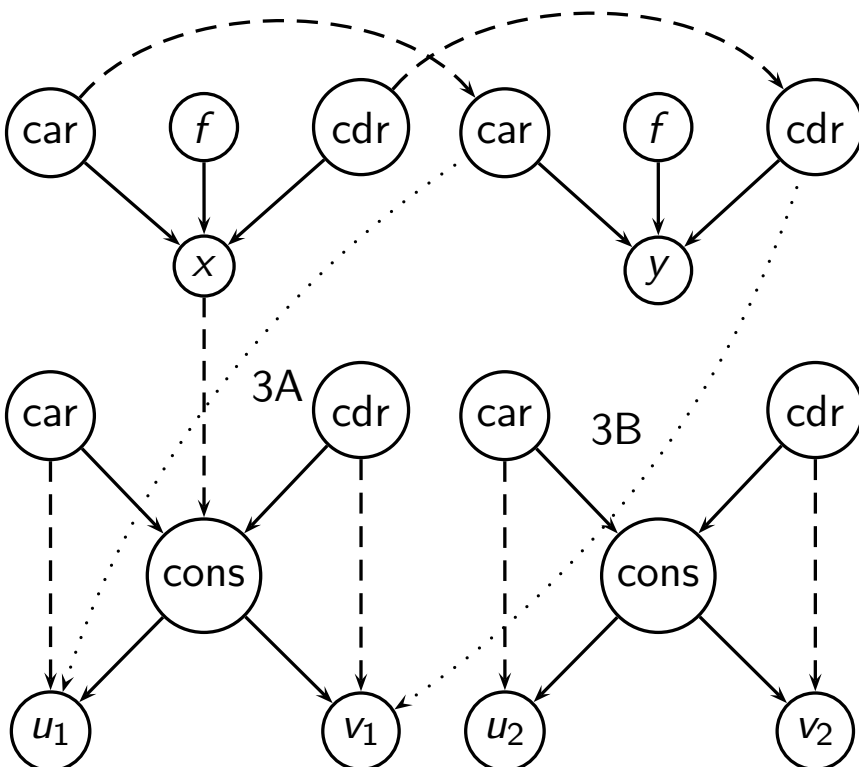 car f cdr car f cdr
x y
car 3A cdr car 3B cdr
cons cons
u₁ v₁ u₂ v₂